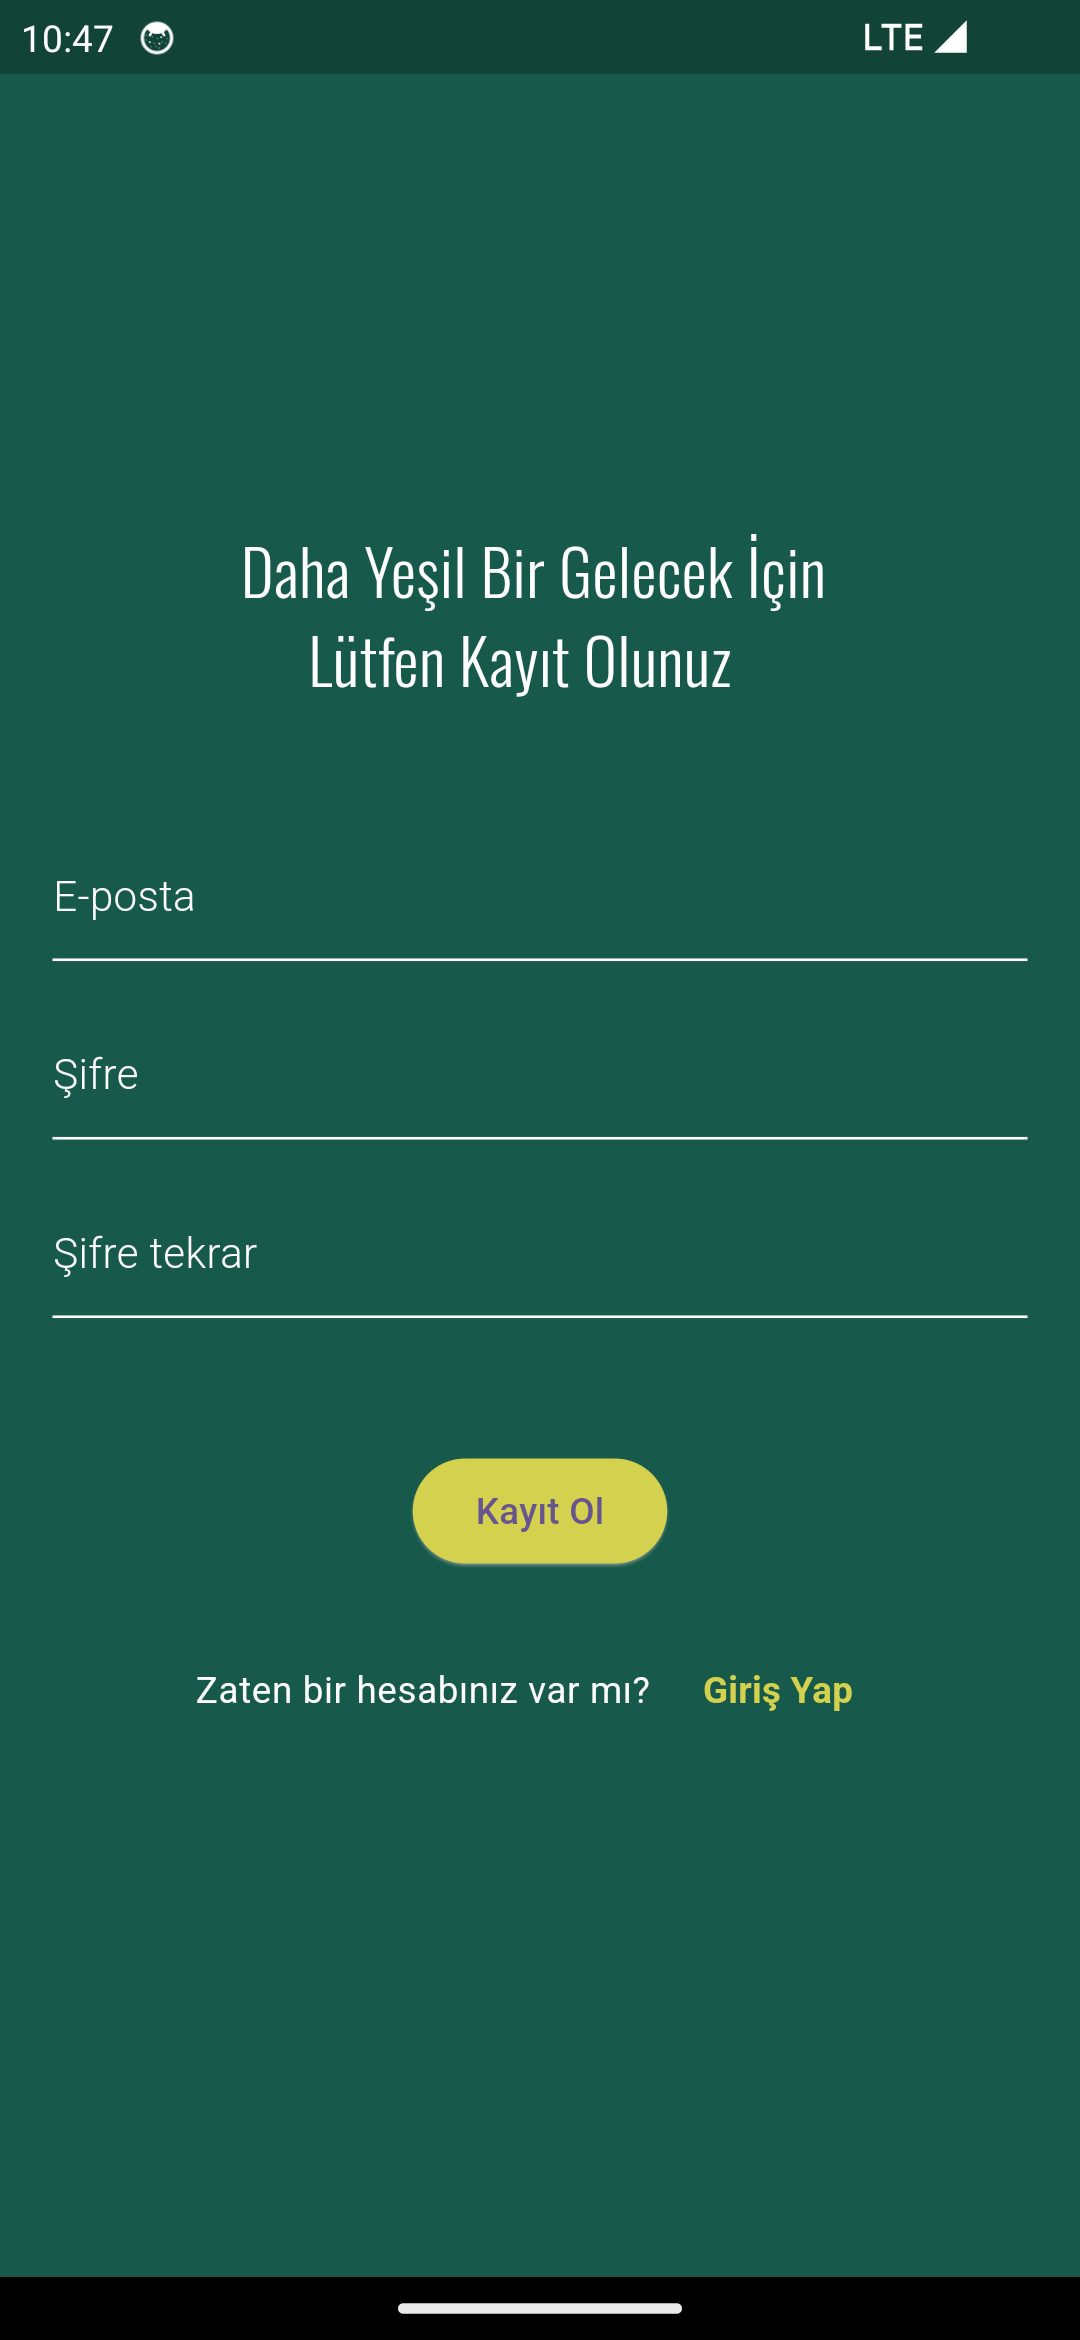 10:47
LTE
Daha Yeşil Bir Gelecek İçin
Lütfen Kayıt Olunuz
E-posta
Şifre
Şifre tekrar
Kayıt Ol
Zaten bir hesabınız var mı? Giriş Yap